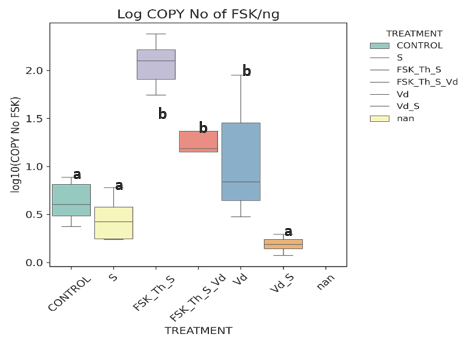 Log COPY No of FSK/ng
log10(COPY No FSK)
2.0
1.5
1.0
0.5
0.0
a
a
b
b
b
a
CONTROL
S
FSK_Th_S
FSK_Th_S_Vd
Vd
Vd_S
nan
TREATMENT
TREATMENT
CONTROL
S
FSK_Th_S
FSK_Th_S_Vd
Vd
Vd_S
nan